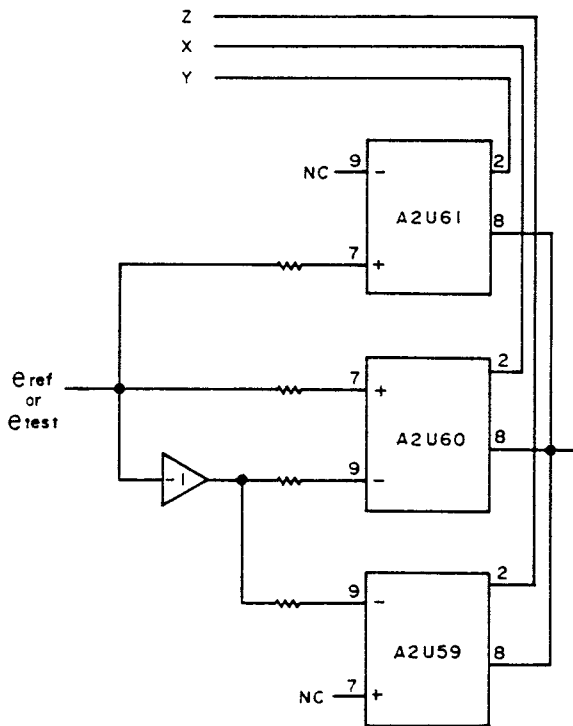 Z
X
Y
NC 9 - 2
A2U61
8
7 +
e ref
or
e test
7 + 2
A2U60
8
-1
9 -
2
9 -
A2U59
8
NC 7 +